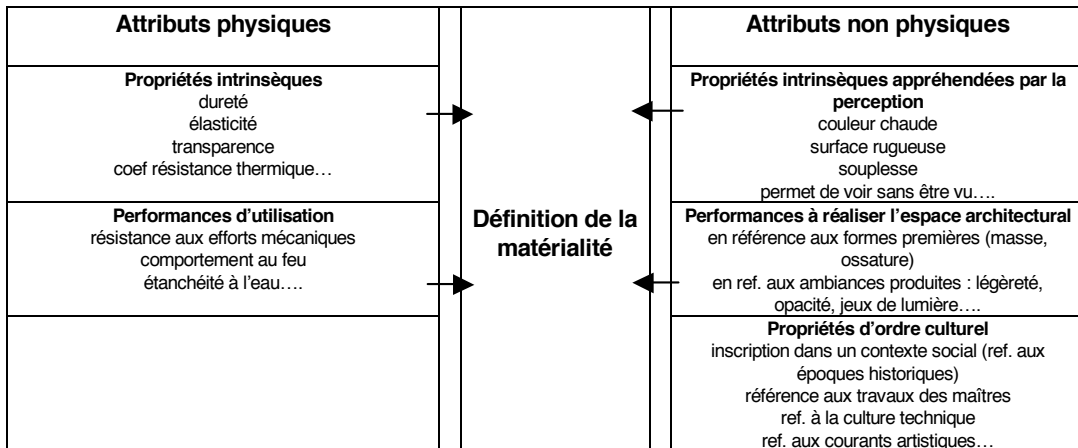 Attributs physiques
Propriétés intrinsèques
dureté
élasticité
transparence
coef résistance thermique…
Performances d’utilisation
résistance aux efforts mécaniques
comportement au feu
étanchéité à l’eau….
Définition de la
matérialité
Attributs non physiques
Propriétés intrinsèques appréhendées par la
perception
couleur chaude
surface rugueuse
souplesse
permet de voir sans être vu….
Performances à réaliser l’espace architectural
en référence aux formes premières (masse,
ossature)
en ref. aux ambiances produites : légèreté,
opacité, jeux de lumière….
Propriétés d’ordre culturel
inscription dans un contexte social (ref. aux
époques historiques)
référence aux travaux des maîtres
ref. à la culture technique
ref. aux courants artistiques…